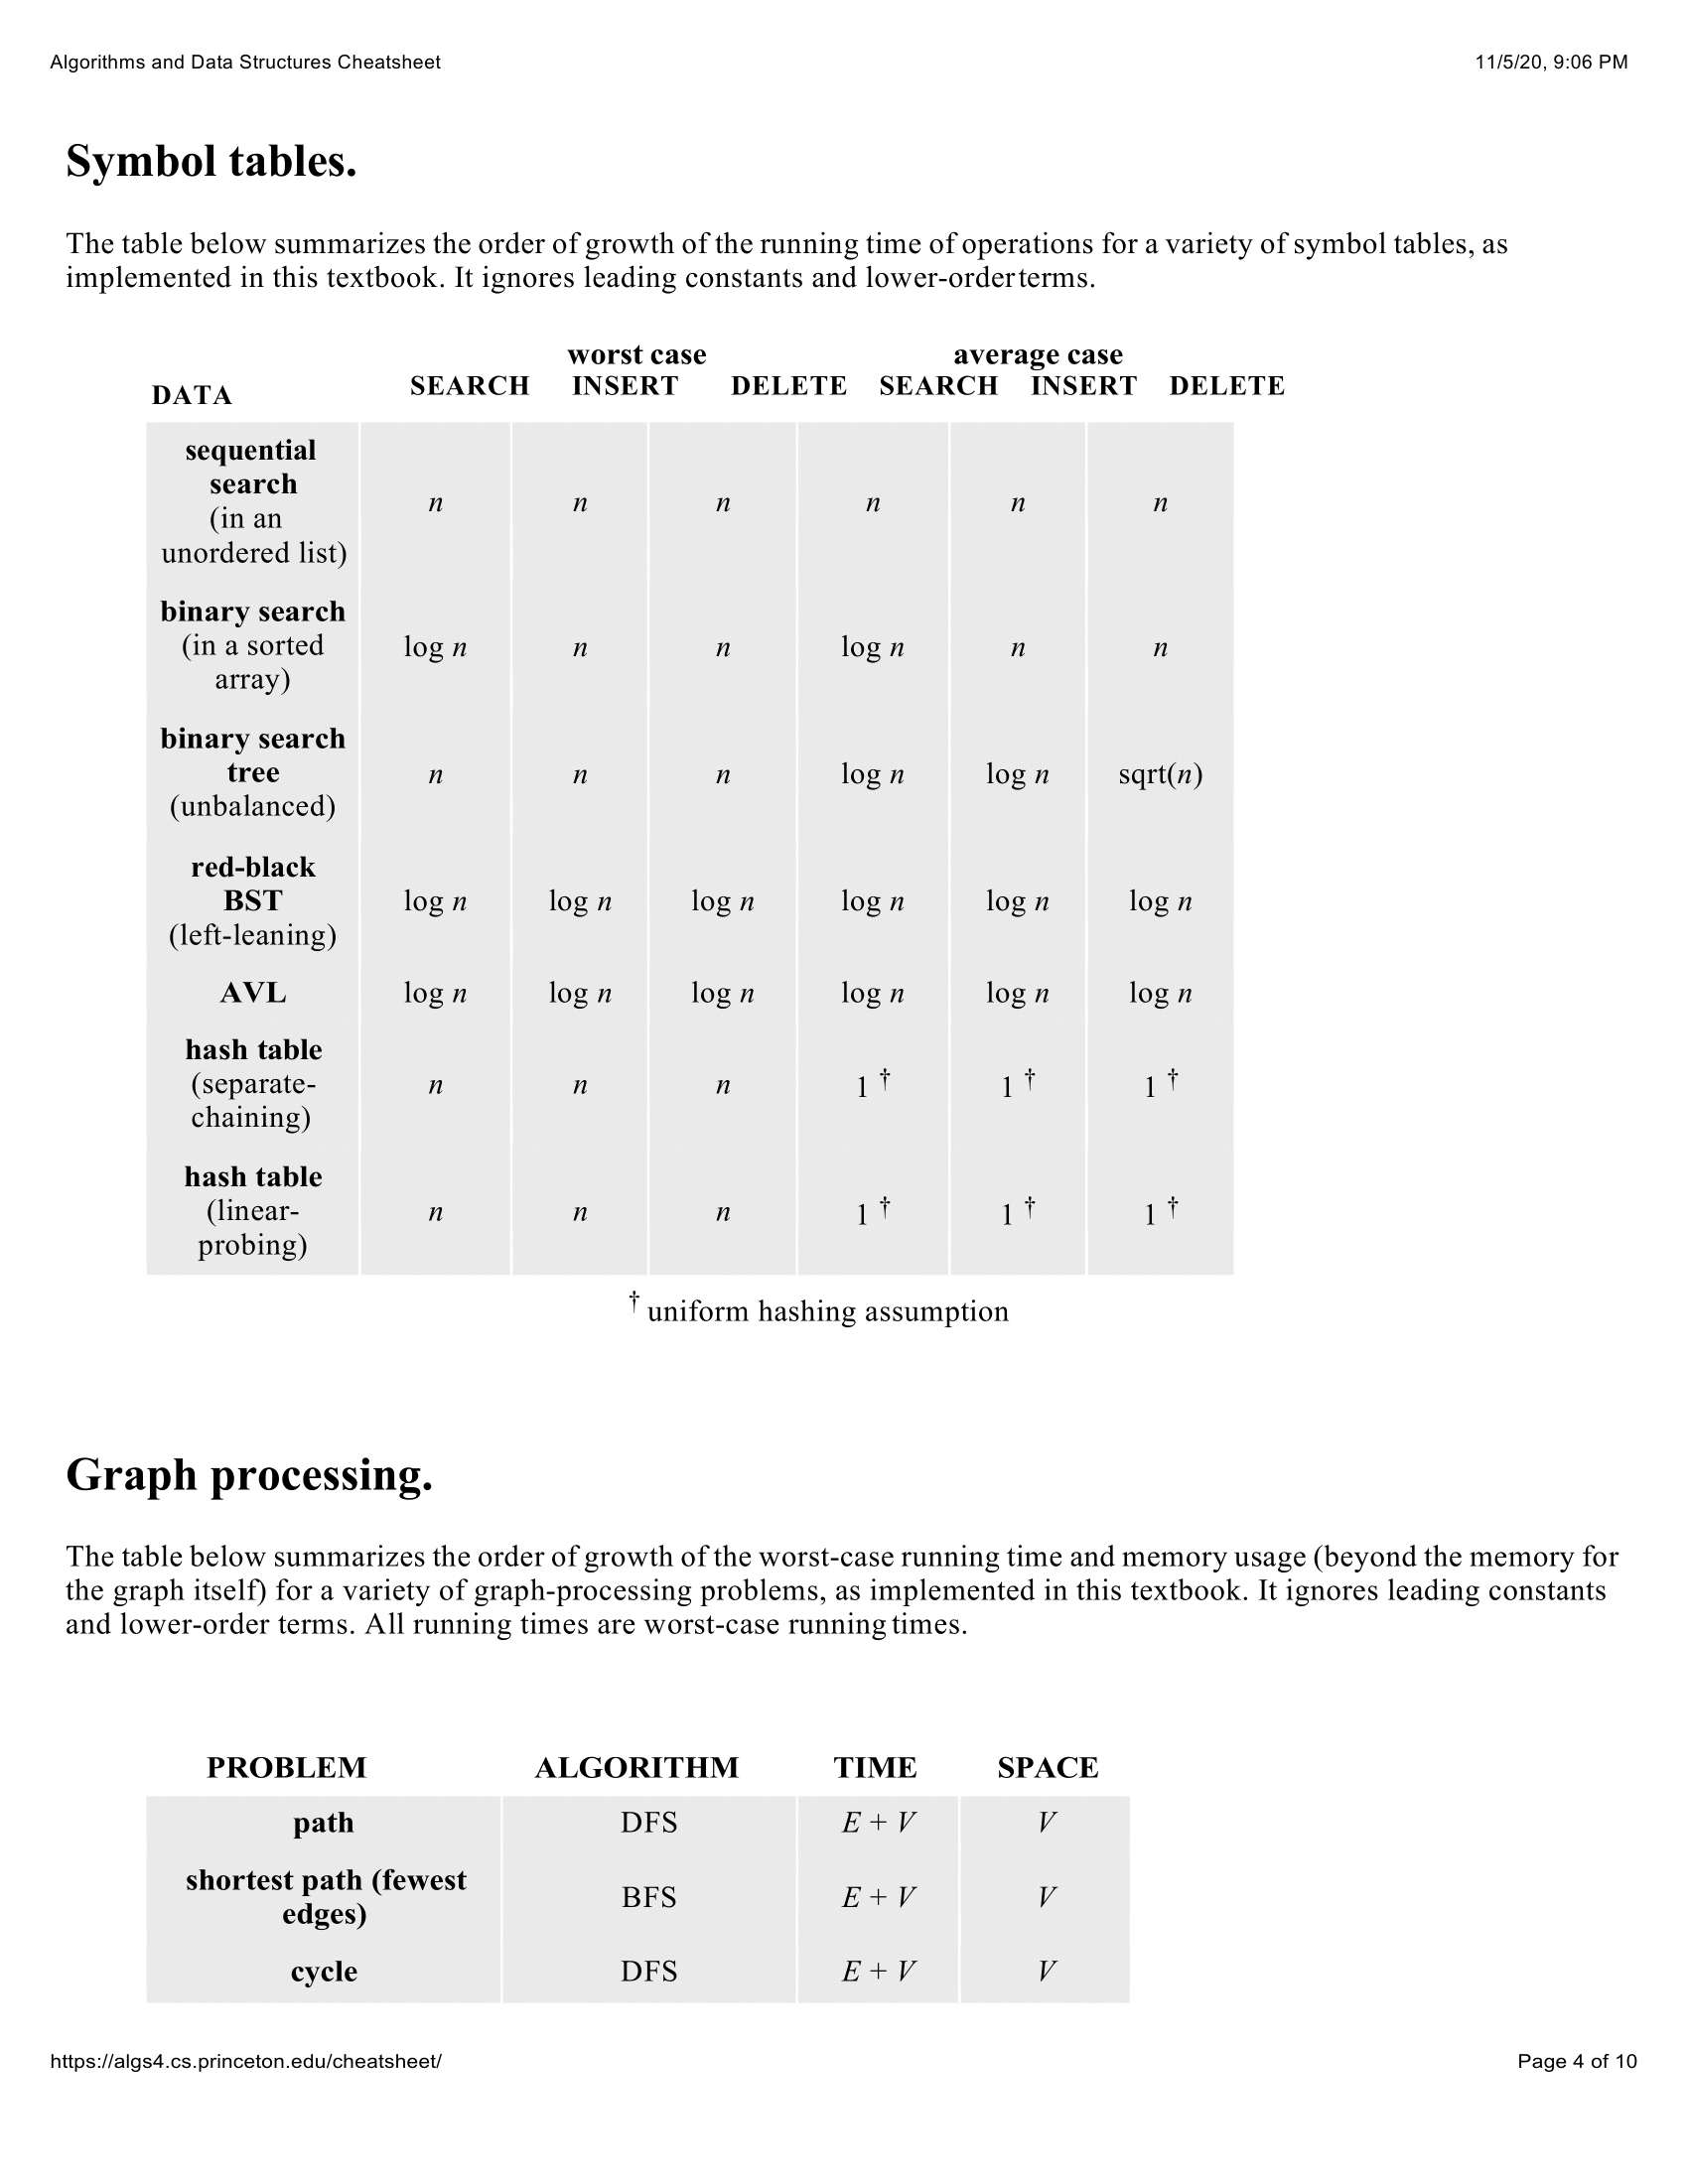 Algorithms and Data Structures Cheatsheet 11/5/20, 9:06 PM
Symbol tables.
The table below summarizes the order of growth of the running time of operations for a variety of symbol tables, as
implemented in this textbook. It ignores leading constants and lower-order terms.
worst case average case
DATA SEARCH INSERT DELETE SEARCH INSERT DELETE
sequential
search
(in an
unordered list) n n n n n n
binary search
(in a sorted
array) log n n n log n n n
binary search
tree
(unbalanced) n n n log n log n sqrt(n)
red-black
BST
(left-leaning) log n log n log n log n log n log n
AVL log n log n log n log n log n log n
hash table
(separate-
chaining) n n n 1 † 1 † 1 †
hash table
(linear-
probing) n n n 1 † 1 † 1 †
† uniform hashing assumption
Graph processing.
The table below summarizes the order of growth of the worst-case running time and memory usage (beyond the memory for
the graph itself) for a variety of graph-processing problems, as implemented in this textbook. It ignores leading constants
and lower-order terms. All running times are worst-case running times.
PROBLEM ALGORITHM TIME SPACE
path DFS E + V V
shortest path (fewest
edges) BFS E + V V
cycle DFS E + V V
https://algs4.cs.princeton.edu/cheatsheet/ Page 4 of 10